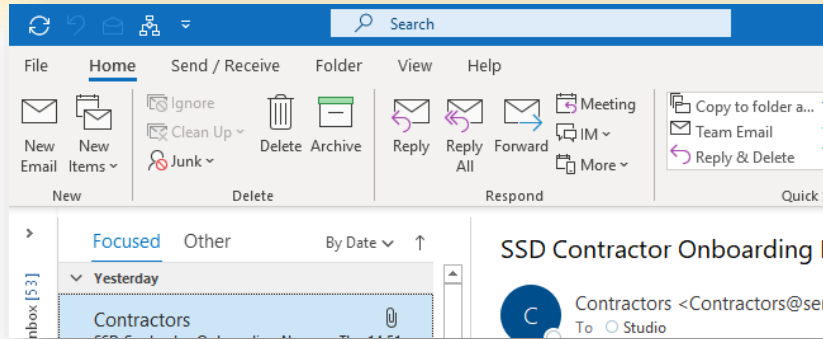 Search
File Home Send / Receive Folder View Help
Ignore
Clean Up
Junk
New Email
New Items
Delete
Archive
Reply
Reply All
Forward
Meeting
IM
More
Copy to folder a...
Team Email
Reply & Delete
New Delete Respond Quick
Focused Other By Date
Yesterday
Inbox [53]
Contractors
SSD Contractor Onboarding
C
Contractors <Contractors@se
To Studio